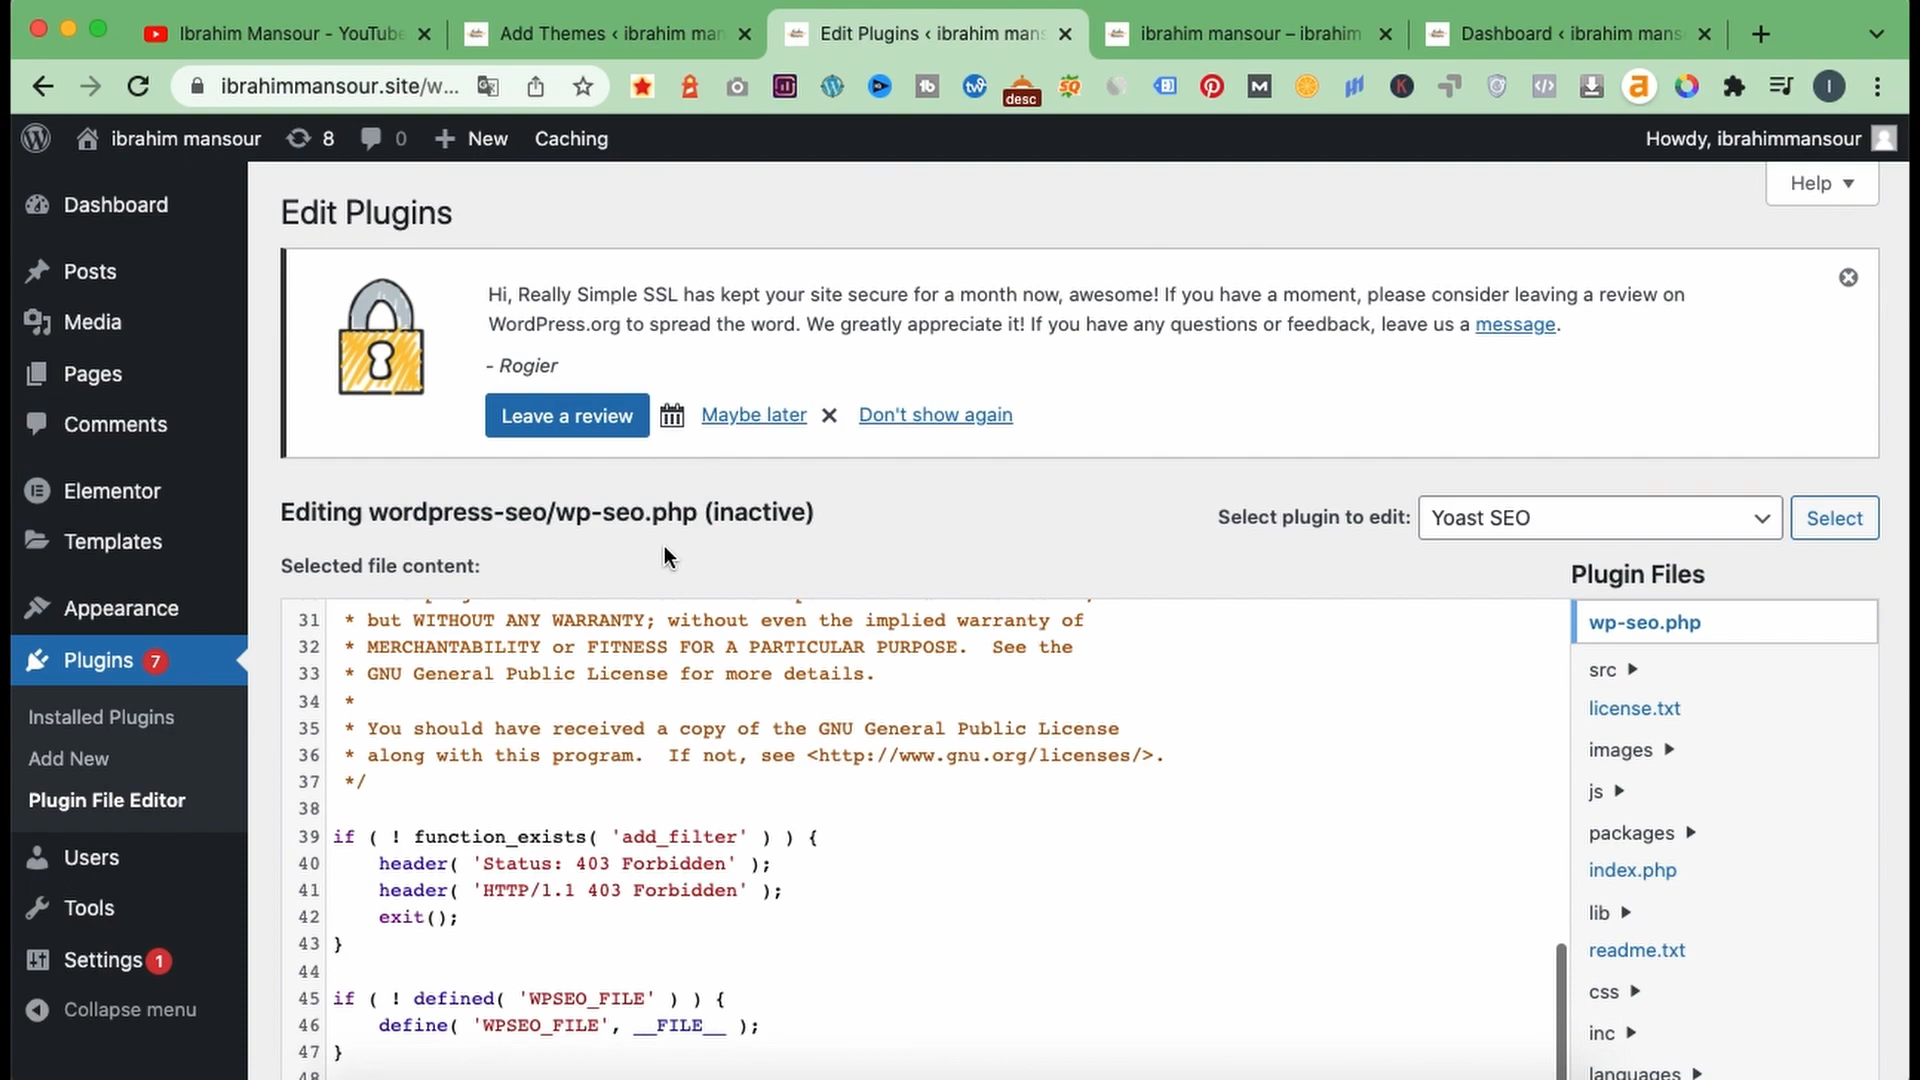 Ibrahim Mansour - YouTube
Add Themes ‹ ibrahim man
Edit Plugins ‹ ibrahim mans
ibrahim mansour – ibrahim
Dashboard ‹ ibrahim mans
ibrahimmansour.site/w...
desc
ibrahim mansour
8
0
New
Caching
Howdy, ibrahimmansour
Help
Dashboard
Posts
Media
Pages
Comments
Elementor
Templates
Appearance
Plugins 7
Installed Plugins
Add New
Plugin File Editor
Users
Tools
Settings 1
Collapse menu
Edit Plugins
Hi, Really Simple SSL has kept your site secure for a month now, awesome! If you have a moment, please consider leaving a review on
WordPress.org to spread the word. We greatly appreciate it! If you have any questions or feedback, leave us a message.
- Rogier
Leave a review
Maybe later
Don't show again
Editing wordpress-seo/wp-seo.php (inactive)
Select plugin to edit:
Yoast SEO
Select
Selected file content:
31 * but WITHOUT ANY WARRANTY; without even the implied warranty of
32 * MERCHANTABILITY or FITNESS FOR A PARTICULAR PURPOSE.  See the
33 * GNU General Public License for more details.
34 *
35 * You should have received a copy of the GNU General Public License
36 * along with this program.  If not, see <http://www.gnu.org/licenses/>.
37 */
38
39 if ( ! function_exists( 'add_filter' ) ) {
40 header( 'Status: 403 Forbidden' );
41 header( 'HTTP/1.1 403 Forbidden' );
42 exit();
43 }
44
45 if ( ! defined( 'WPSEO_FILE' ) ) {
46 define( 'WPSEO_FILE', __FILE__ );
47 }
48
Plugin Files
wp-seo.php
src
license.txt
images
js
packages
index.php
lib
readme.txt
css
inc
languages